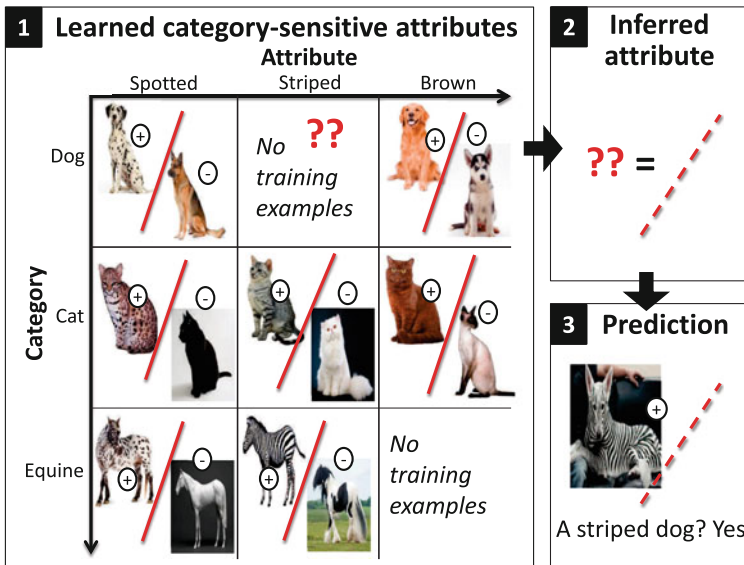 1 Learned category-sensitive attributes
Attribute
Spotted Striped Brown
Category
Dog
+
-
No ??
training
examples
+
-
Cat
+
-
+
-
+
-
Equine
+
-
+
-
No
training
examples
2 Inferred
attribute
?? =
3 Prediction
+
A striped dog? Yes